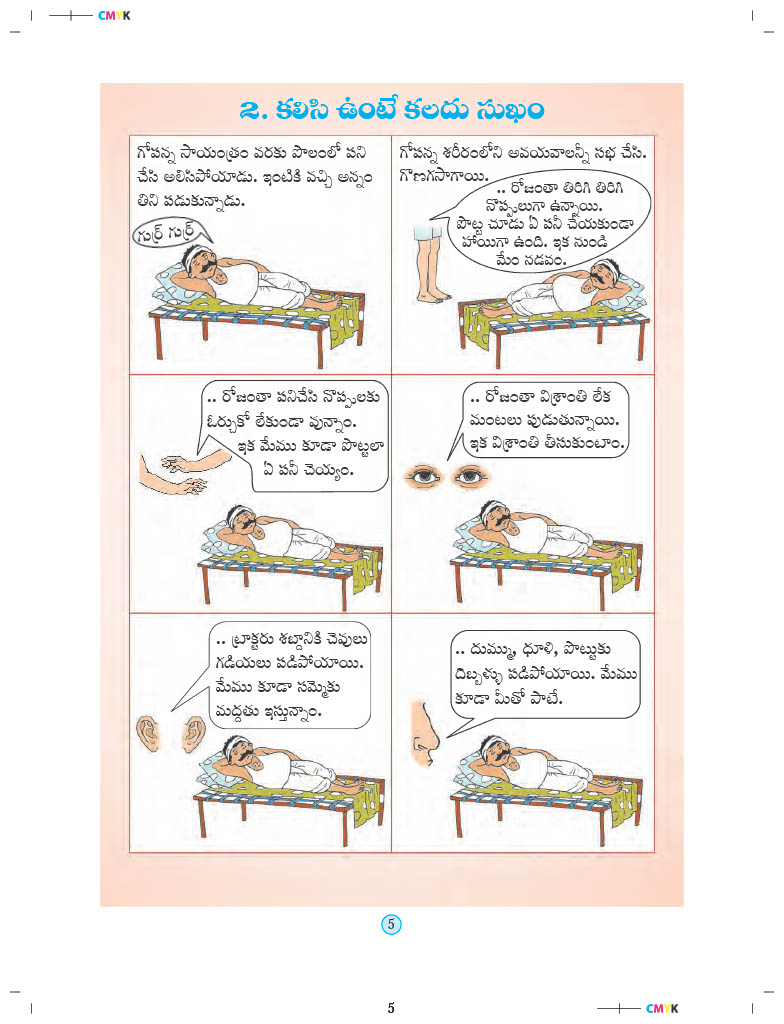 CMYK
2. కలిసి ఉంటే కలదు సుఖం
గోపన్న సాయంత్రం వరకు పొలంలో పని
చేసి అలిసిపోయాడు. ఇంటికి వచ్చి అన్నం
తిని పడుకున్నాడు.
గుర్ర్ గుర్ర్
గోపన్న శరీరంలోని అవయవాలన్నీ సభ చేసి.
గొణగసాగాయి.
.. రోజంతా తిరిగి తిరిగి
నొప్పులుగా ఉన్నాయి.
పొట్ట చూడు ఏ పనీ చేయకుండా
హాయిగా ఉంది. ఇక నుండి
మేం నడవం.
.. రోజంతా పనిచేసి నొప్పులకు
ఓర్చుకో లేకుండా వున్నాం.
ఇక మేము కూడా పొట్టలా
ఏ పనీ చెయ్యం.
.. రోజంతా విశ్రాంతి లేక
మంటలు పుడుతున్నాయి.
ఇక విశ్రాంతి తీసుకుంటాం.
.. ట్రాక్టరు శబ్దానికి చెవులు
గడియలు పడిపోయాయి.
మేము కూడా సమ్మెకు
మద్దతు ఇస్తున్నాం.
.. దుమ్ము, ధూళి, పొట్టుకు
దిబ్బళ్ళు పడిపోయాయి. మేము
కూడా మీతో పాటే.
5
5
CMYK